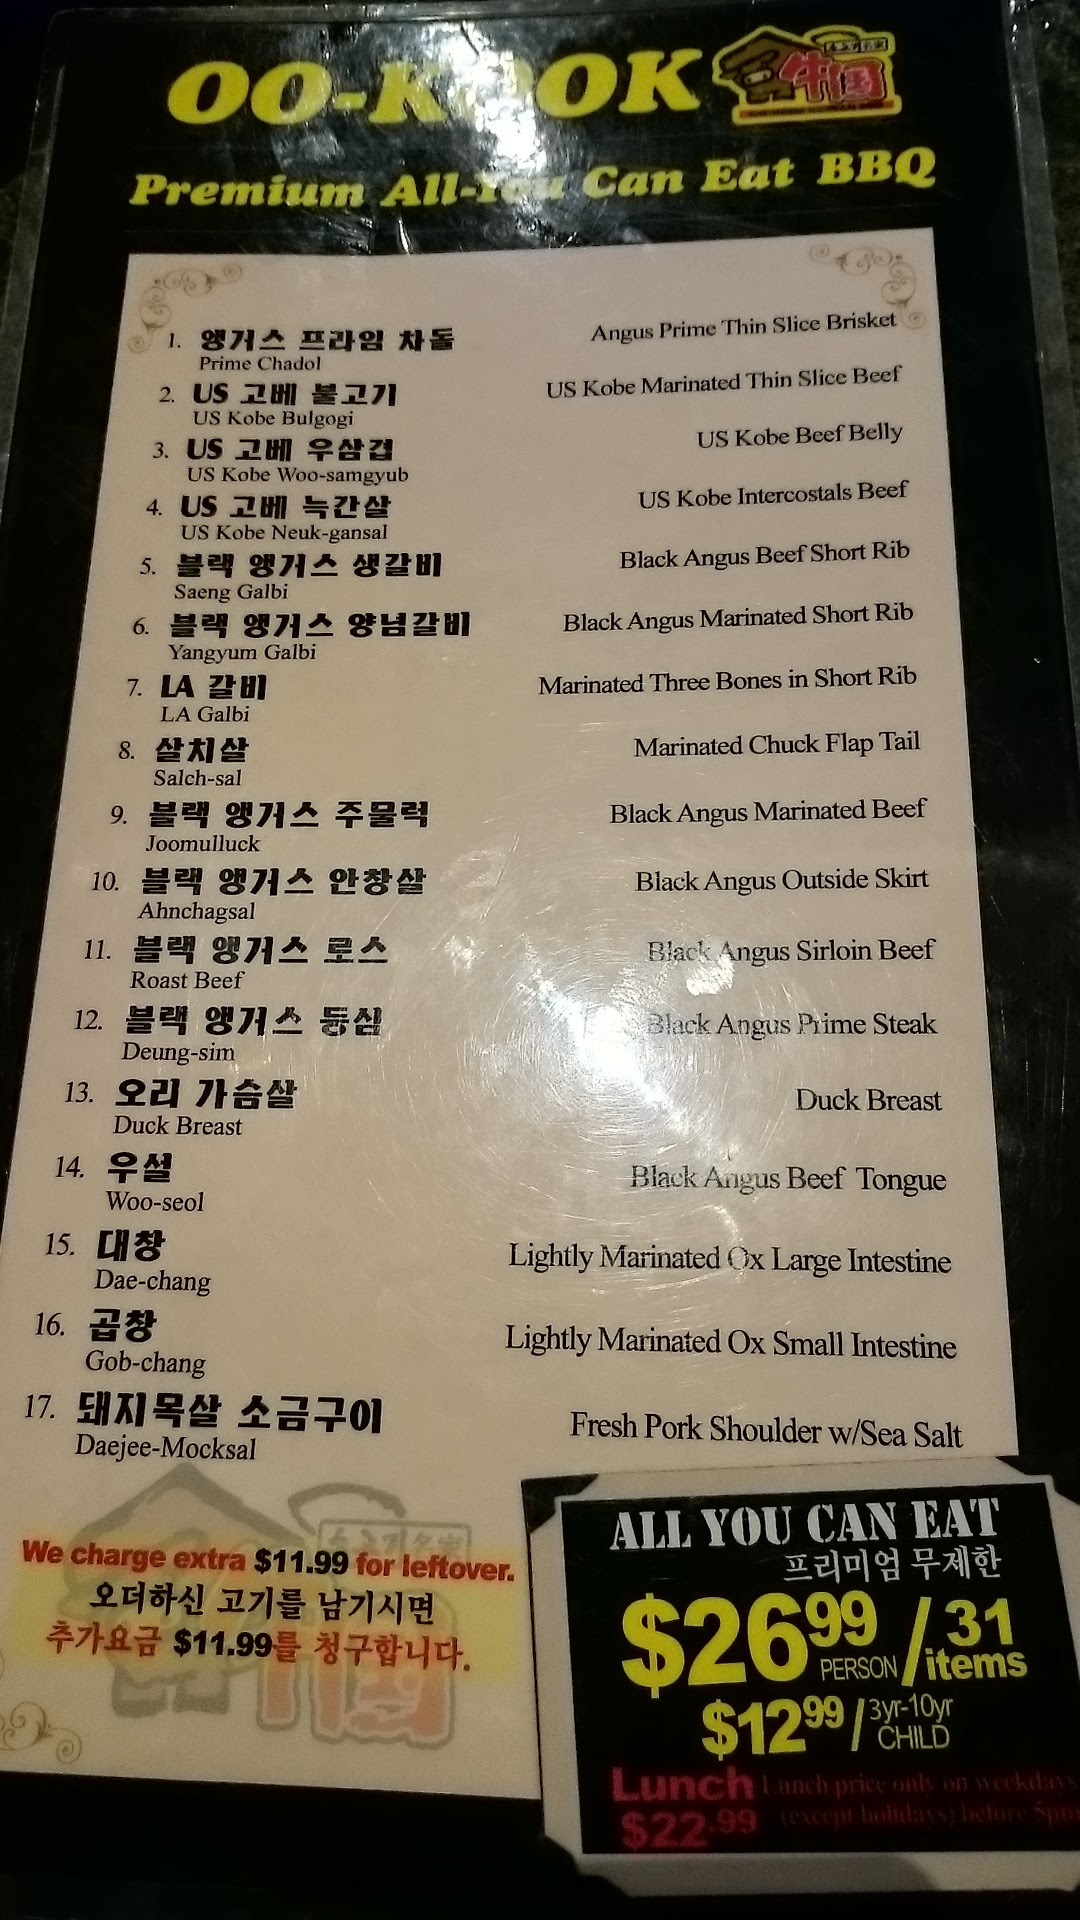 OO-KOOK
牛国
Premium All-You Can Eat BBQ
1. 앵거스 프라임 차돌 Angus Prime Thin Slice Brisket
Prime Chadol
2. US 고베 불고기 US Kobe Marinated Thin Slice Beef
US Kobe Bulgogi
3. US 고베 우삼겹 US Kobe Beef Belly
US Kobe Woo-samgyub
4. US 고베 늑간살 US Kobe Intercostals Beef
US Kobe Neuk-gansal
5. 블랙 앵거스 생갈비 Black Angus Beef Short Rib
Saeng Galbi
6. 블랙 앵거스 양념갈비 Black Angus Marinated Short Rib
Yangyum Galbi
7. LA 갈비 Marinated Three Bones in Short Rib
LA Galbi
8. 살치살 Marinated Chuck Flap Tail
Salch-sal
9. 블랙 앵거스 주물럭 Black Angus Marinated Beef
Joomulluck
10. 블랙 앵거스 안창살 Black Angus Outside Skirt
Ahnchagsal
11. 블랙 앵거스 로스 Black Angus Sirloin Beef
Roast Beef
12. 블랙 앵거스 등심 Black Angus Prime Steak
Deung-sim
13. 오리 가슴살 Duck Breast
Duck Breast
14. 우설 Black Angus Beef Tongue
Woo-seol
15. 대창 Lightly Marinated Ox Large Intestine
Dae-chang
16. 곱창 Lightly Marinated Ox Small Intestine
Gob-chang
17. 돼지목살 소금구이 Fresh Pork Shoulder w/Sea Salt
Daejee-Mocksal
We charge extra $11.99 for leftover.
오더하신 고기를 남기시면
추가요금 $11.99를 청구합니다.
ALL YOU CAN EAT
프리미엄 무제한
$26.99 PERSON / 31 items
$12.99 / 3yr-10yr CHILD
Lunch Lunch price only on weekdays
$22.99 (except holidays) before 5pm